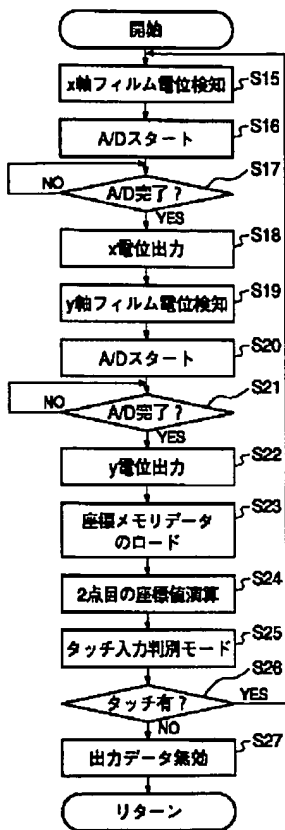 開始
x軸フィルム電位検知
S15
A/Dスタート
S16
A/D完了?
S17
NO
YES
x電位出力
S18
y軸フィルム電位検知
S19
A/Dスタート
S20
A/D完了?
S21
NO
YES
y電位出力
S22
座標メモリデータ
のロード
S23
2点目の座標値演算
S24
タッチ入力判別モード
S25
タッチ有?
S26
YES
NO
出力データ無効
S27
リターン